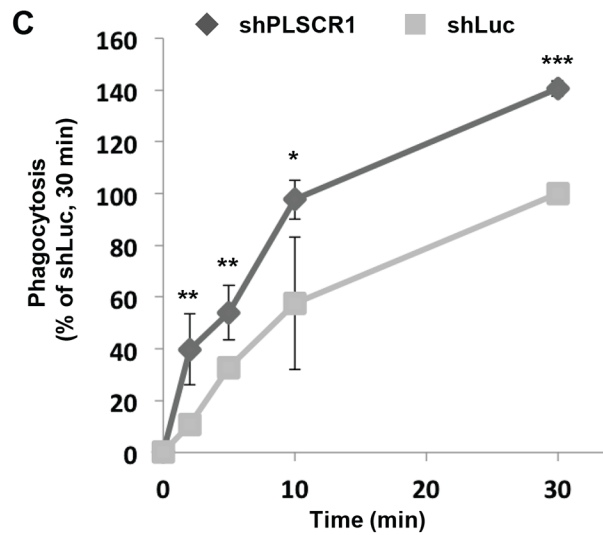 C
shPLSCR1 shLuc
160
140
120
100
80
60
40
20
0
Phagocytosis
(% of shLuc, 30 min)
**
**
*
***
0 10 20 30
Time (min)